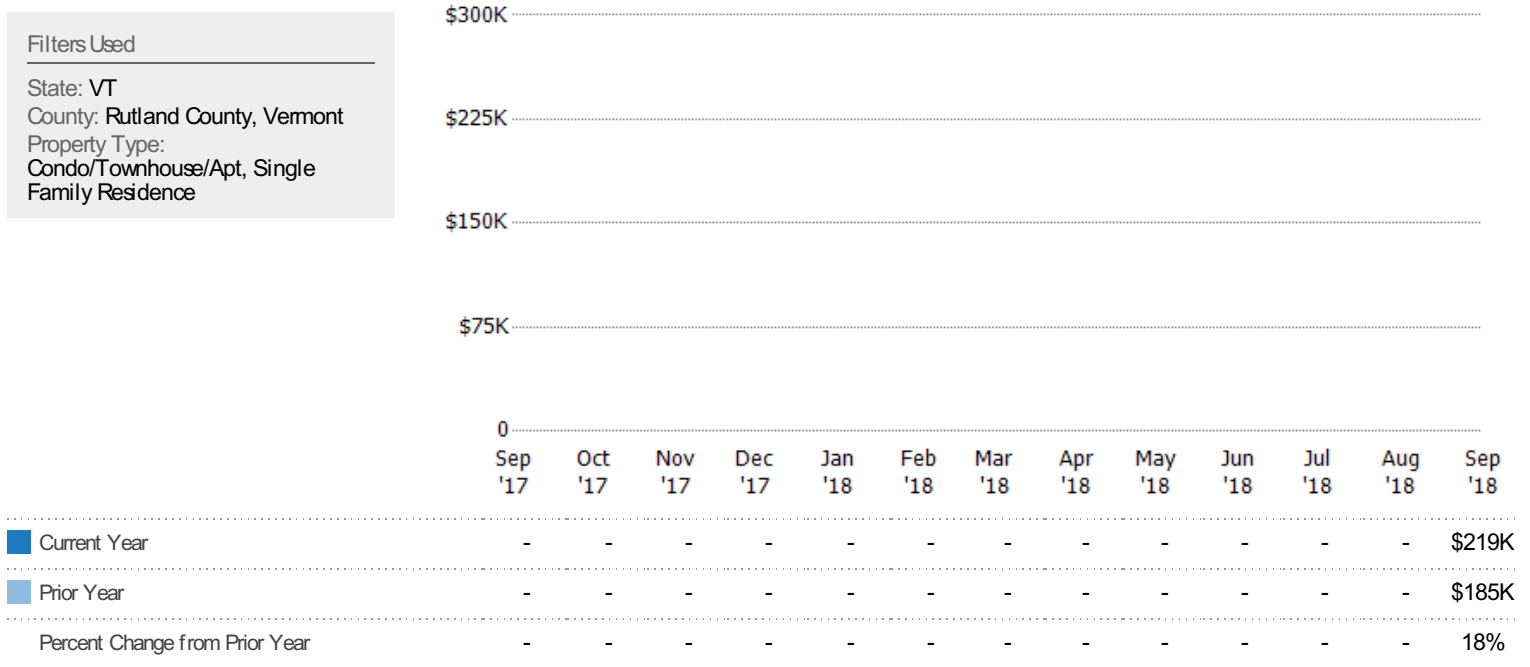 Filters Used
State: VT
County: Rutland County, Vermont
Property Type:
Condo/Townhouse/Apt, Single
Family Residence
$300K
$225K
$150K
$75K
0
Sep Oct Nov Dec Jan Feb Mar Apr May Jun Jul Aug Sep
'17 '17 '17 '17 '18 '18 '18 '18 '18 '18 '18 '18 '18
Current Year - - - - - - - - - - - - $219K
Prior Year - - - - - - - - - - - - $185K
Percent Change from Prior Year - - - - - - - - - - - - 18%